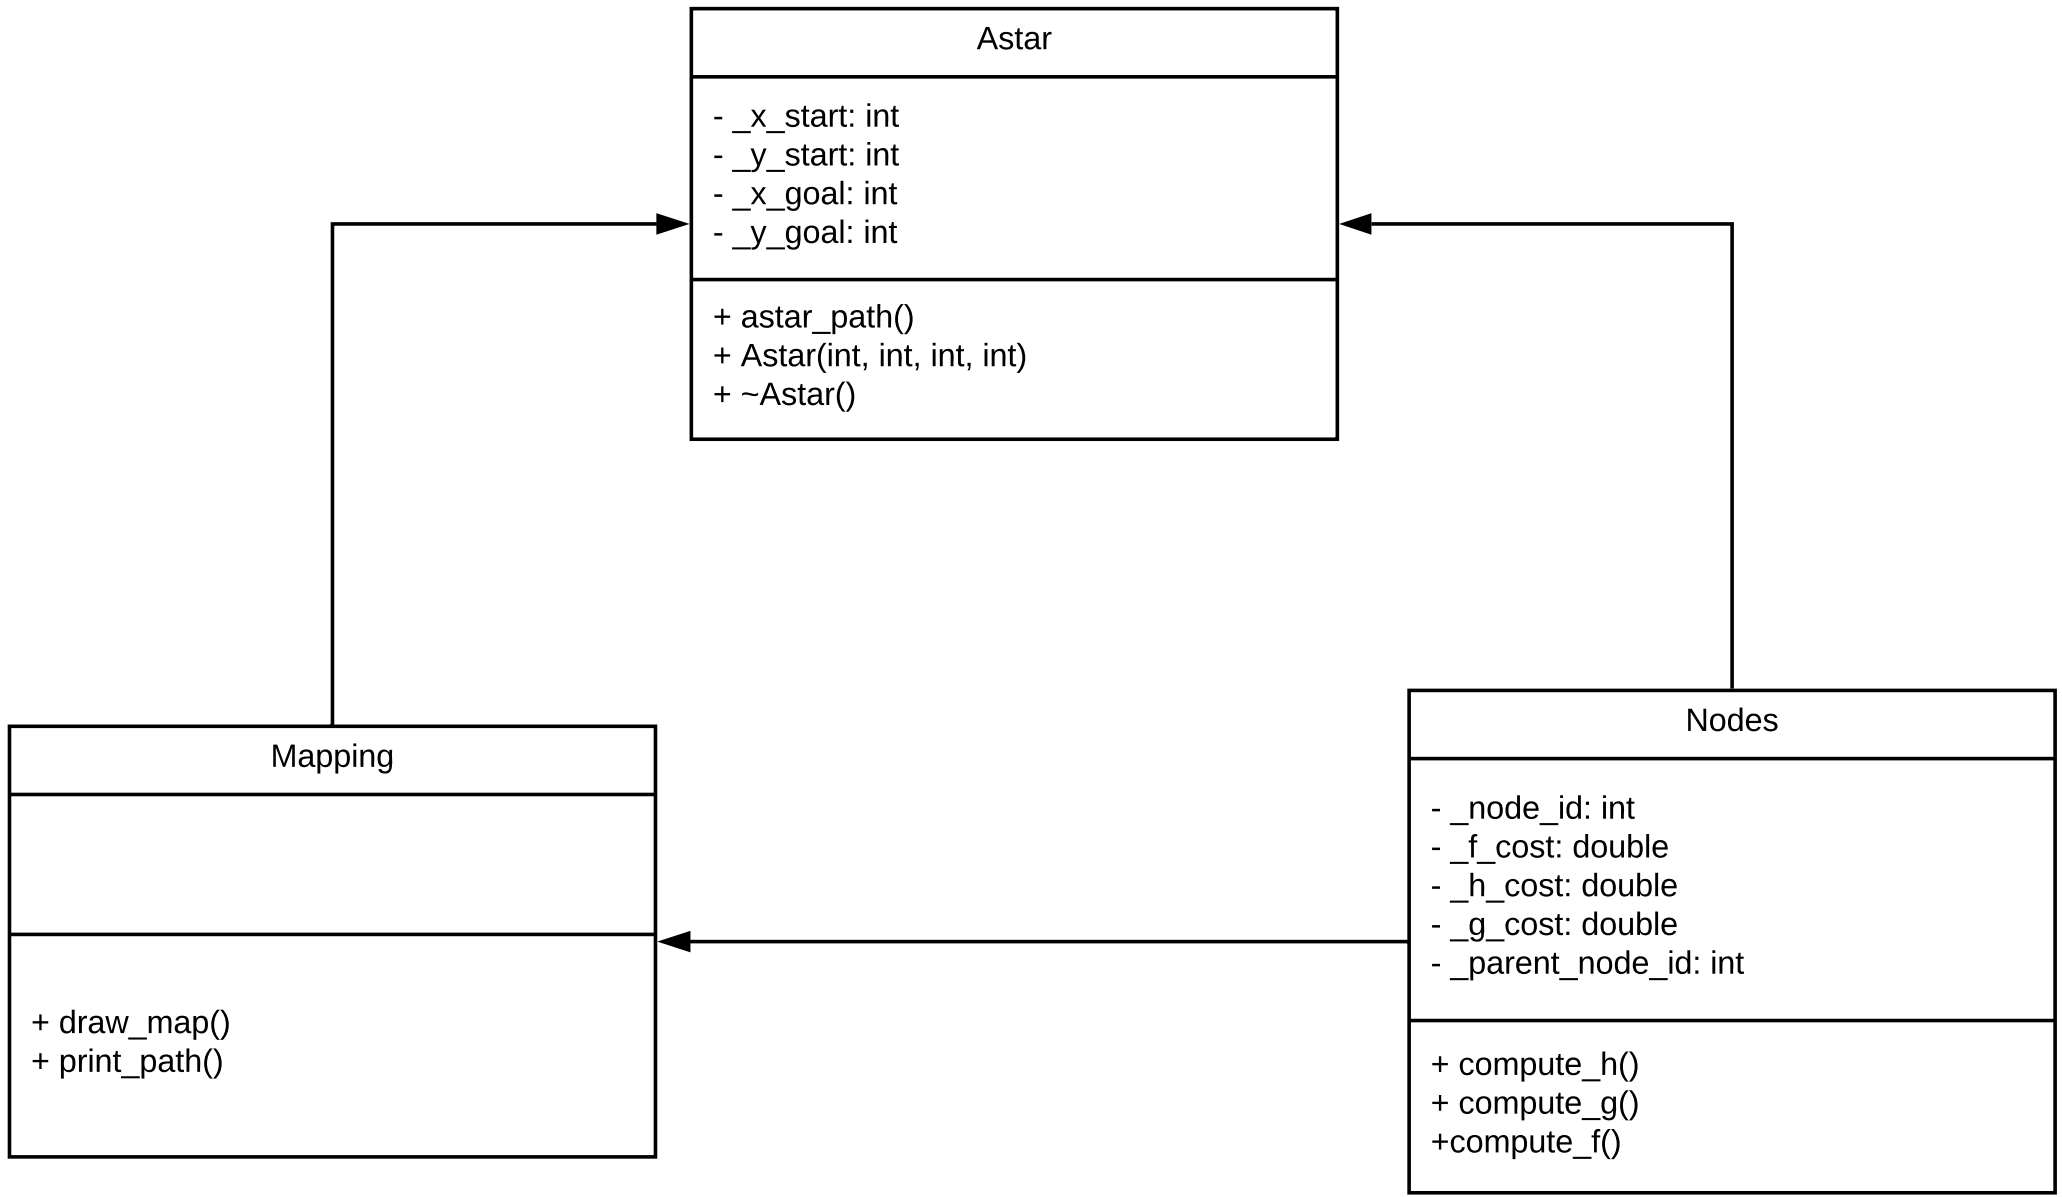 Astar
- _x_start: int
- _y_start: int
- _x_goal: int
- _y_goal: int
+ astar_path()
+ Astar(int, int, int, int)
+ ~Astar()
Mapping
+ draw_map()
+ print_path()
Nodes
- _node_id: int
- _f_cost: double
- _h_cost: double
- _g_cost: double
- _parent_node_id: int
+ compute_h()
+ compute_g()
+compute_f()